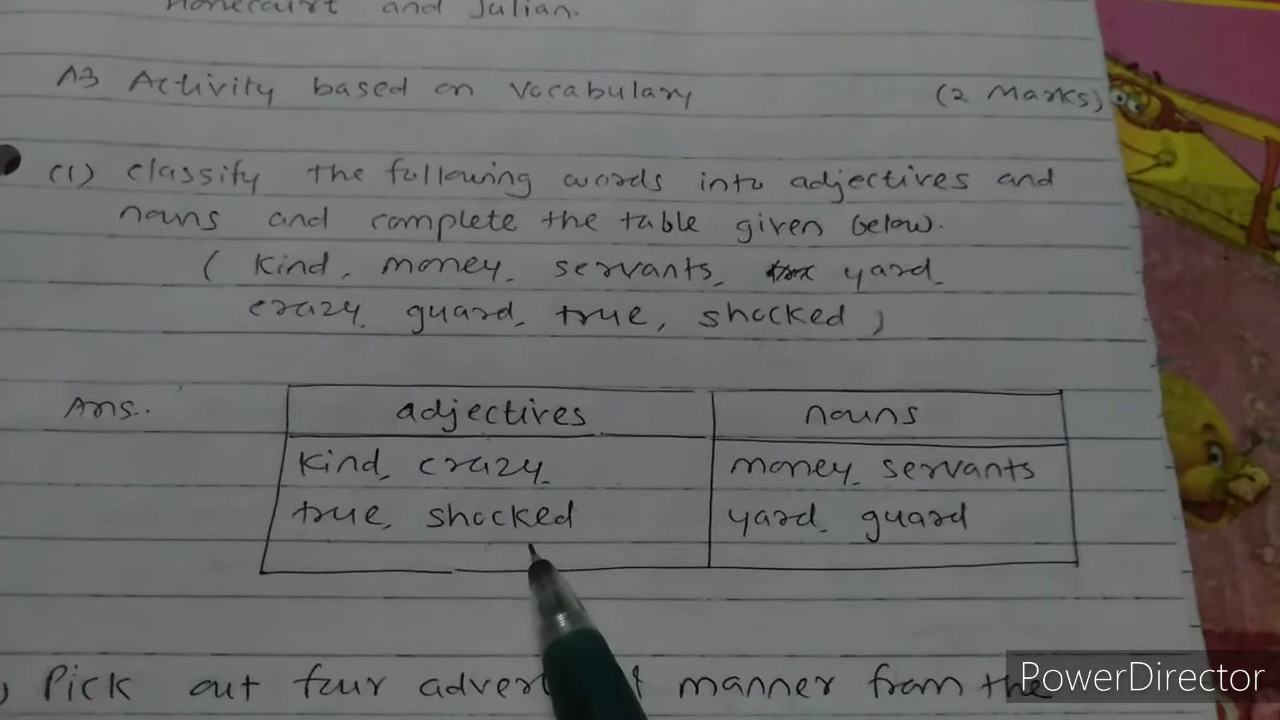 and Julian.
A3 Activity based on Vocabulary (2 Marks)
(1) classify the following words into adjectives and
nouns and complete the table given below.
( kind, money, servants, yard,
crazy, guard, true, shocked )
Ans. adjectives nouns
kind, crazy, money, servants
true, shocked yard, guard
Pick out four manner from the
PowerDirector